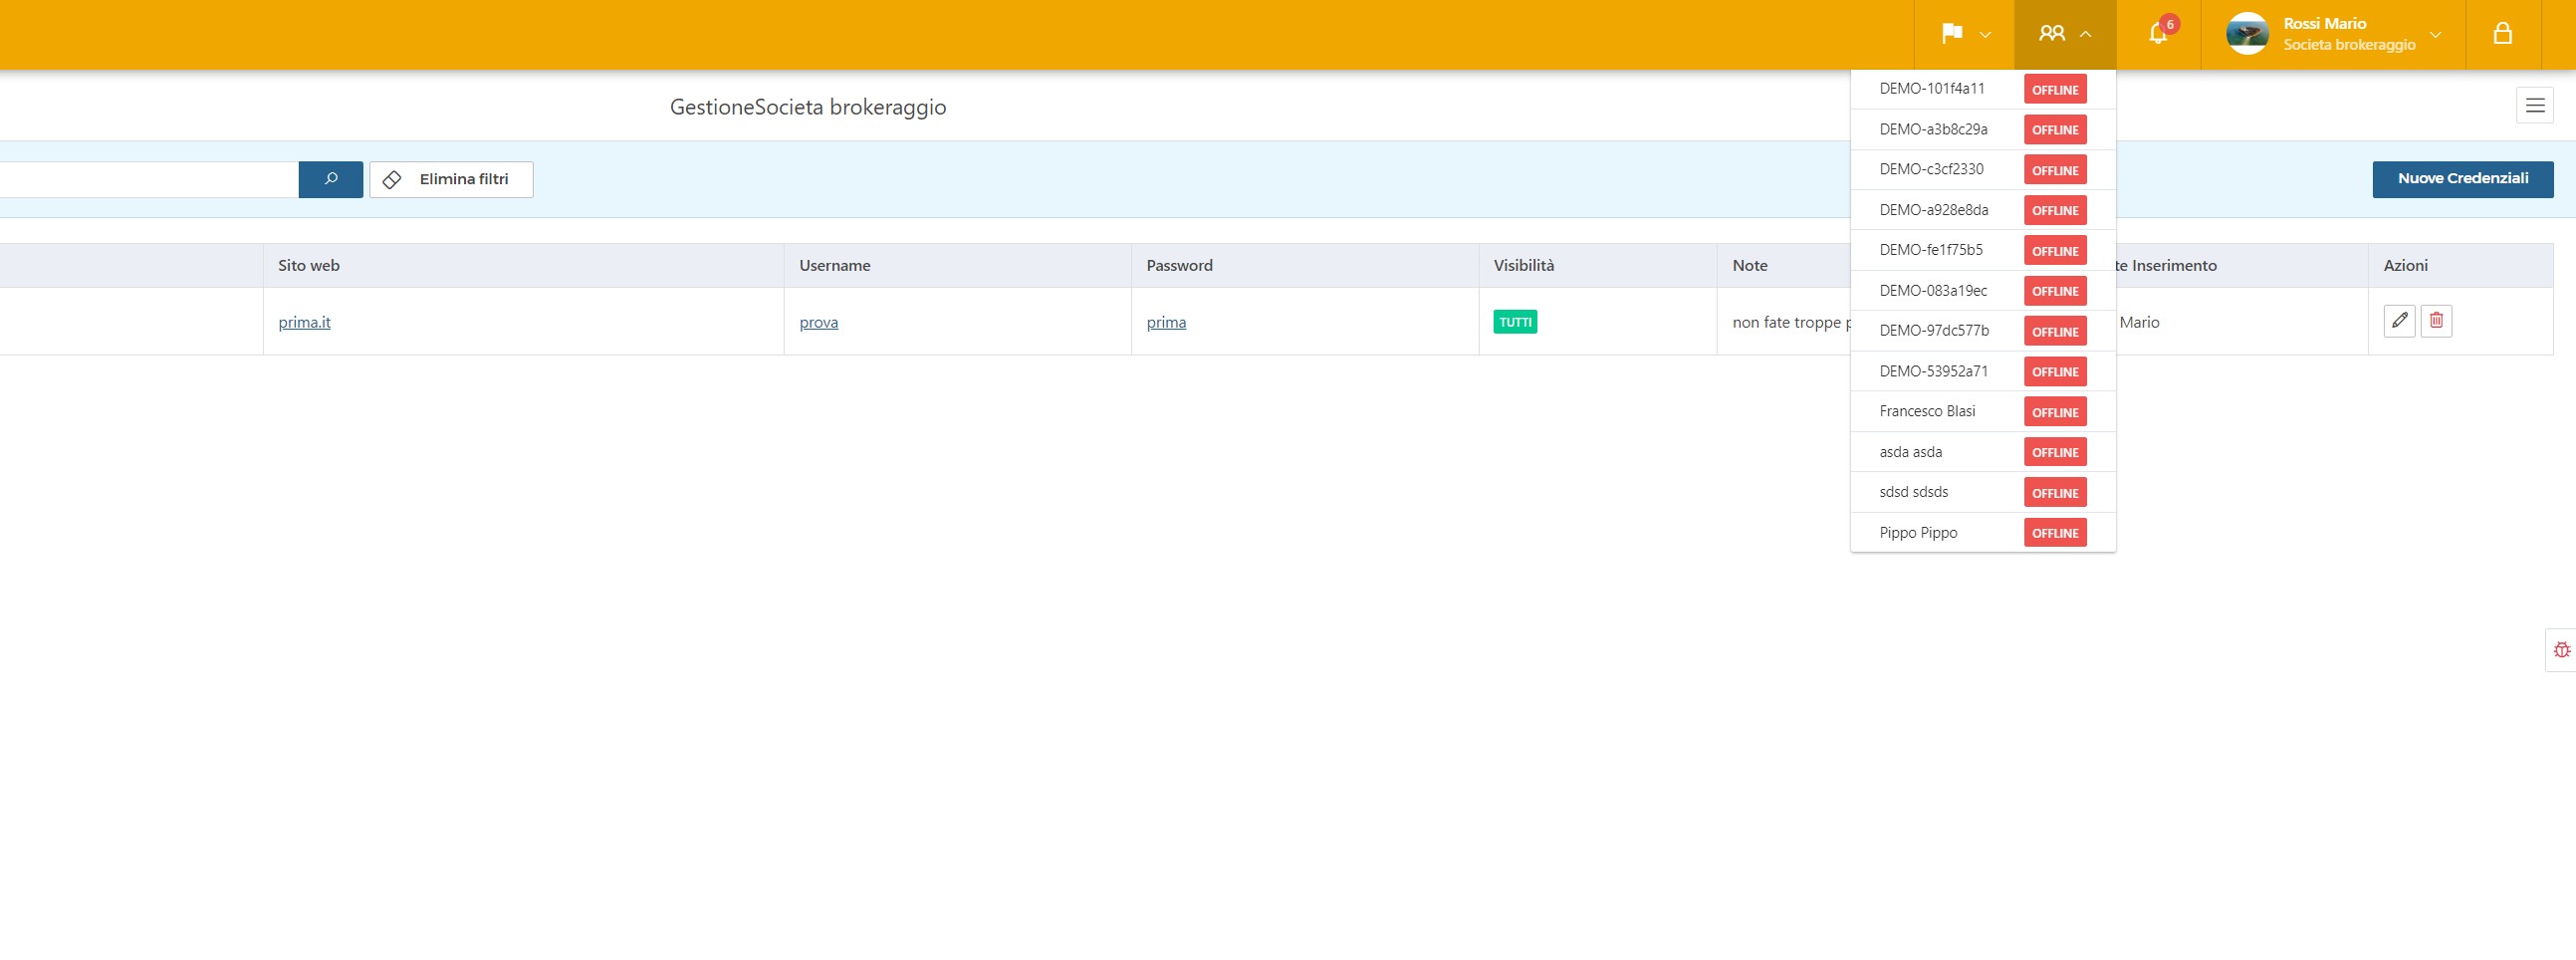 6
Rossi Mario
Societa brokeraggio
GestioneSocieta brokeraggio
Elimina filtri
Nuove Credenziali
Sito web
Username
Password
Visibilità
Note
Inserimento
Azioni
prima.it
prova
prima
TUTTI
non fate troppe
Mario
DEMO-101f4a11 OFFLINE
DEMO-a3b8c29a OFFLINE
DEMO-c3cf2330 OFFLINE
DEMO-a928e8da OFFLINE
DEMO-fe1f75b5 OFFLINE
DEMO-083a19ec OFFLINE
DEMO-97dc577b OFFLINE
DEMO-53952a71 OFFLINE
Francesco Blasi OFFLINE
asda asda OFFLINE
sdsd sdsds OFFLINE
Pippo Pippo OFFLINE